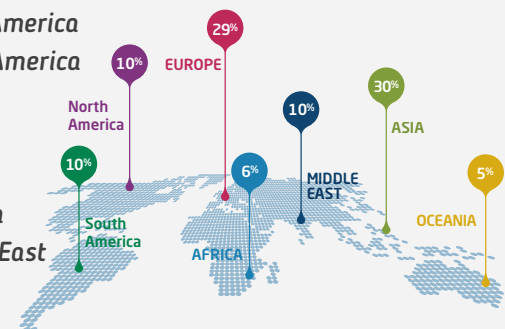 America
America
East
29%
EUROPE
10%
North
America
10%
MIDDLE
EAST
30%
ASIA
10%
South
America
6%
AFRICA
5%
OCEANIA